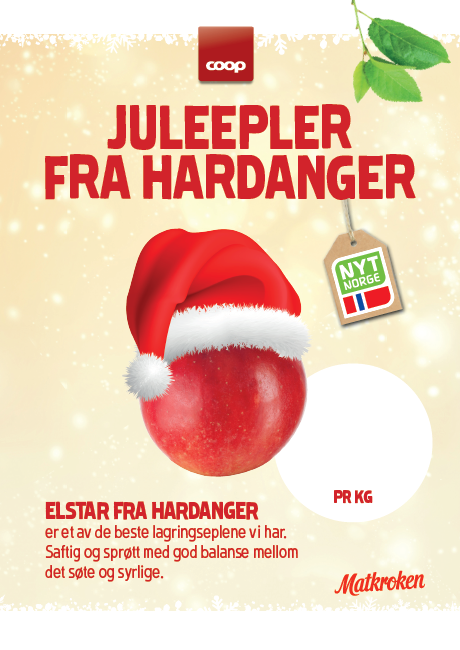 coop
JULEEPLER
FRA HARDANGER
NYT
NORGE
PR KG
ELSTAR FRA HARDANGER
er et av de beste lagringseplene vi har.
Saftig og sprøtt med god balanse mellom
det søte og syrlige.
Matkroken